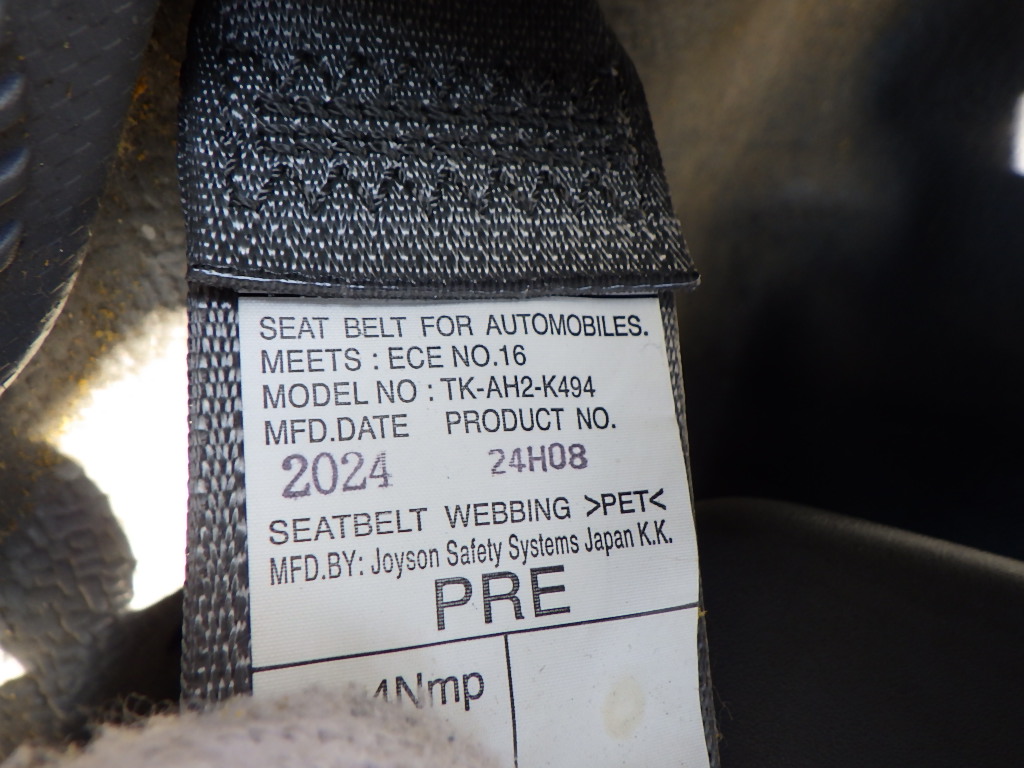 SEAT BELT FOR AUTOMOBILES.
MEETS : ECE NO.16
MODEL NO : TK-AH2-K494
MFD.DATE PRODUCT NO.
2024 24H08
SEATBELT WEBBING >PET<
MFD.BY: Joyson Safety Systems Japan K.K.
PRE
4Nmp